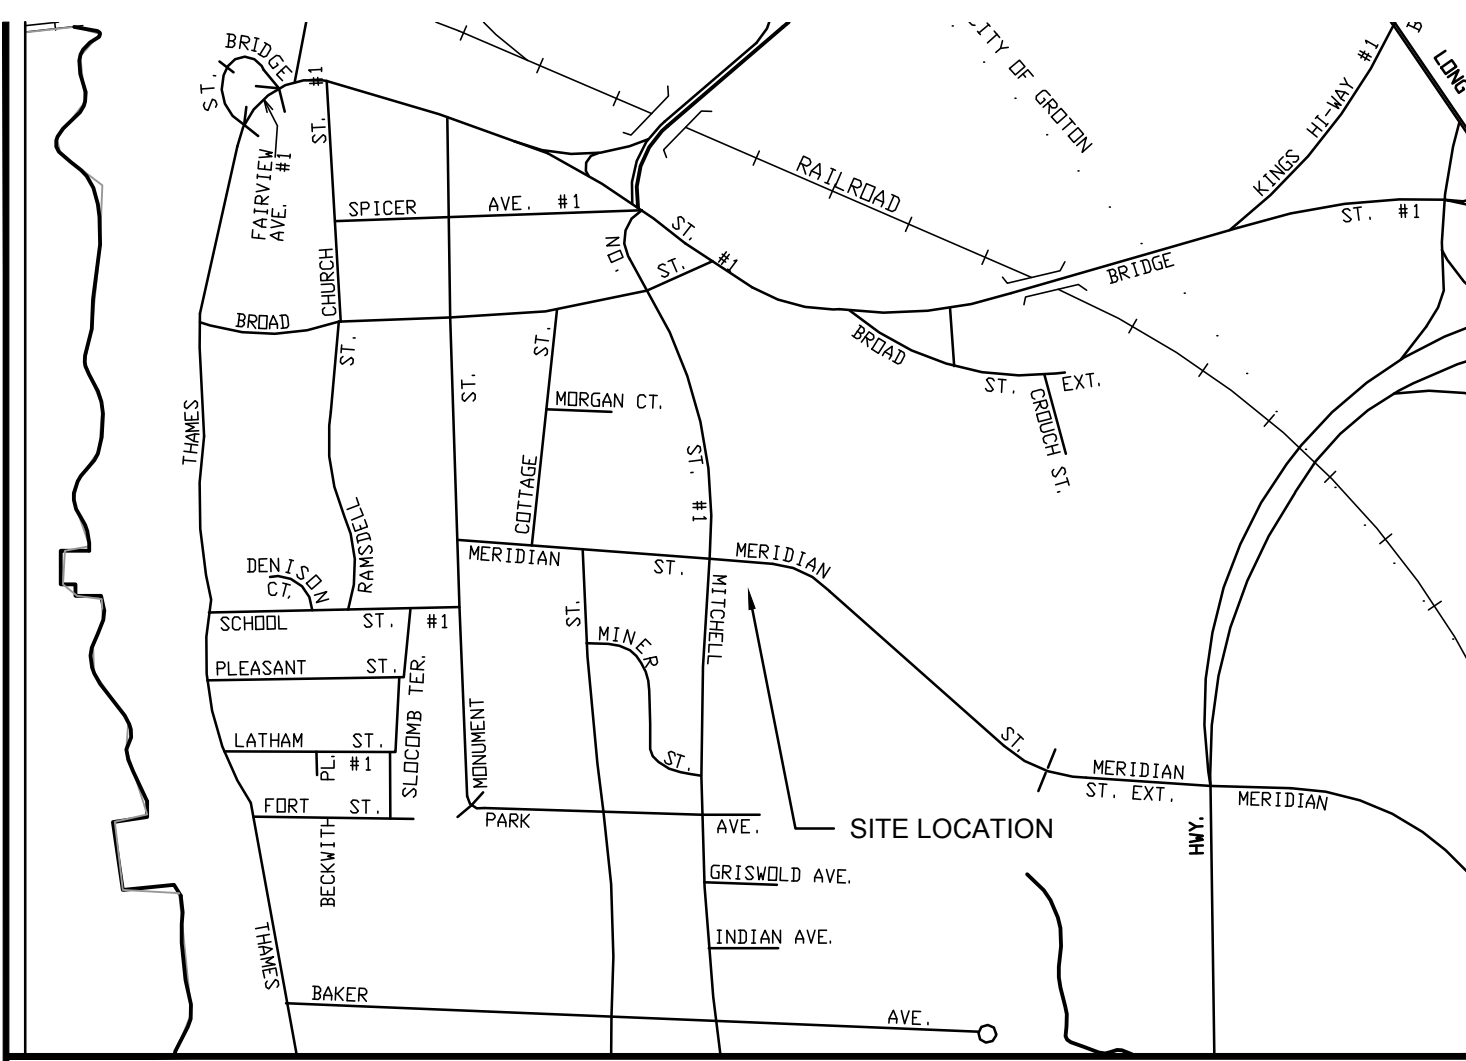 BRIDGE
ST.
#1
CITY OF GROTON
HI-WAY #1
KINGS
LONG
ST.
FAIRVIEW
AVE. #1
RAILROAD
SPICER AVE. #1
ST. #1
NO.
ST.
ST. #1
BRIDGE
CHURCH
BROAD
ST.
ST.
BROAD
ST. EXT.
CROUCH ST.
ST.
MORGAN CT.
THAMES
COTTAGE
ST. #1
RAMSDELL
MERIDIAN ST.
MERIDIAN
DENISON
CT.
SCHOOL ST. #1
ST.
MINER
MITCHELL
PLEASANT ST.
SLOCOMB TER.
MONUMENT
LATHAM ST.
#1
PL.
ST.
ST.
MERIDIAN
ST. EXT.
MERIDIAN
FORT ST.
PARK AVE.
SITE LOCATION
HWY.
BECKWITH
GRISWOLD AVE.
INDIAN AVE.
THAMES
BAKER AVE.